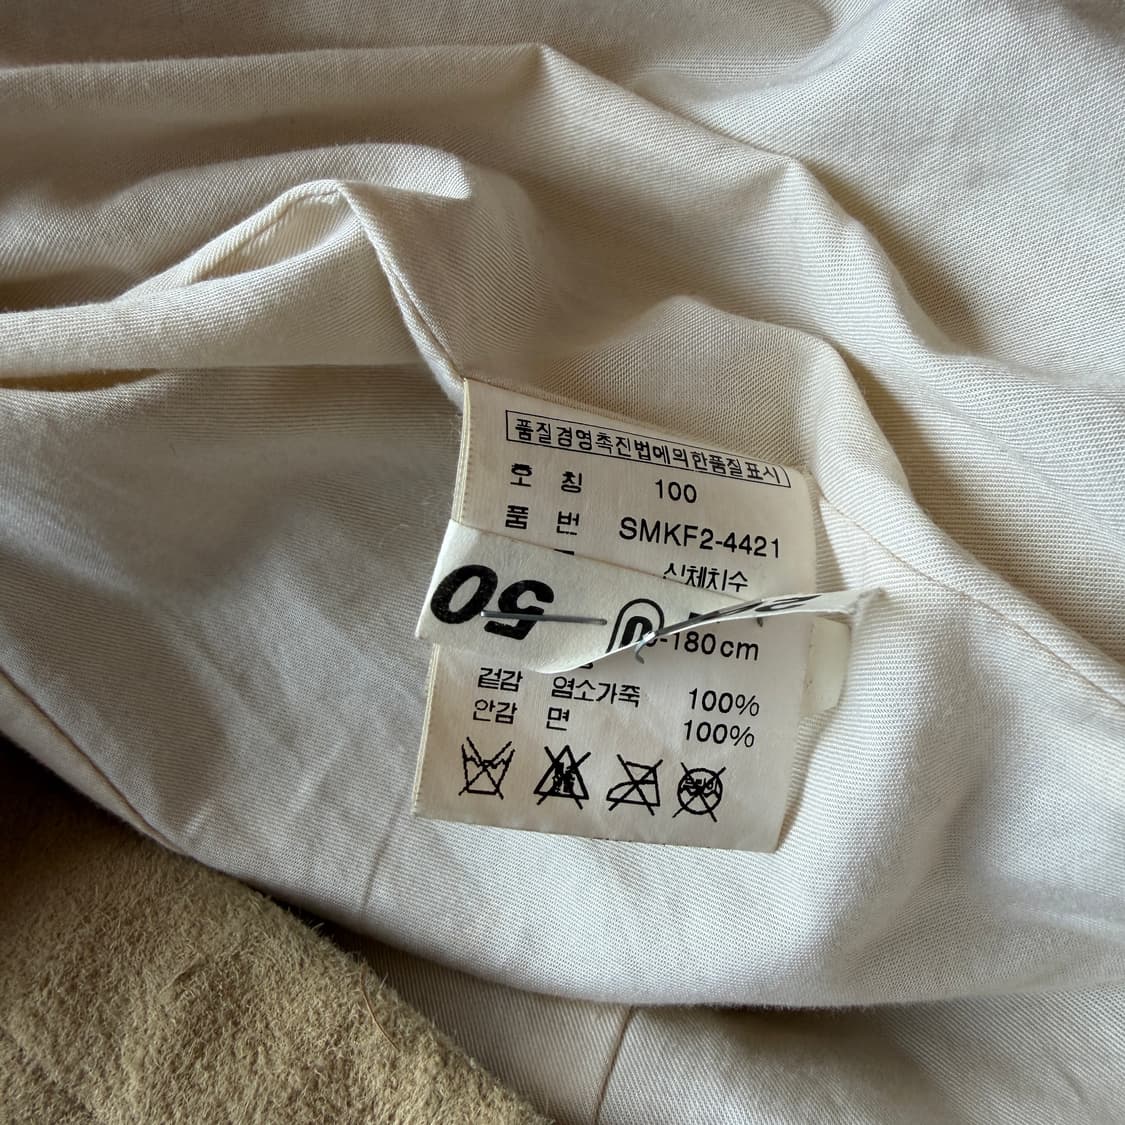 품질경영촉진법에의한품질표시
호 칭 100
품 번 SMKF2-4421
신체치수
50
-180cm
겉감 염소가죽 100%
안감 면 100%